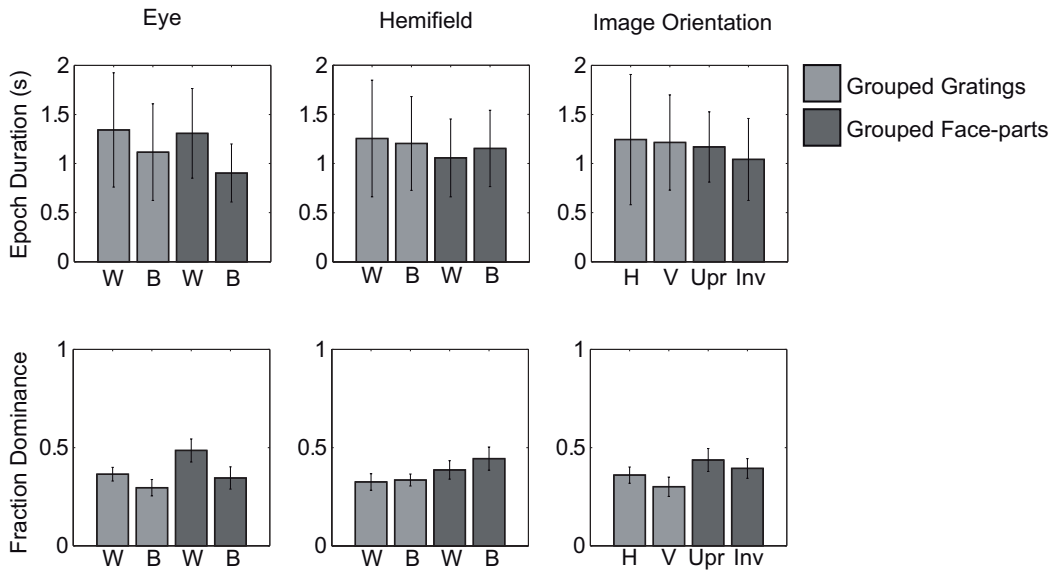 Eye
Hemifield
Image Orientation
Epoch Duration (s)
2
1.5
1
0.5
0
W B W B
2
1.5
1
0.5
0
W B W B
2
1.5
1
0.5
0
H V Upr Inv
Grouped Gratings
Grouped Face-parts
Fraction Dominance
1
0.5
0
W B W B
1
0.5
0
W B W B
1
0.5
0
H V Upr Inv